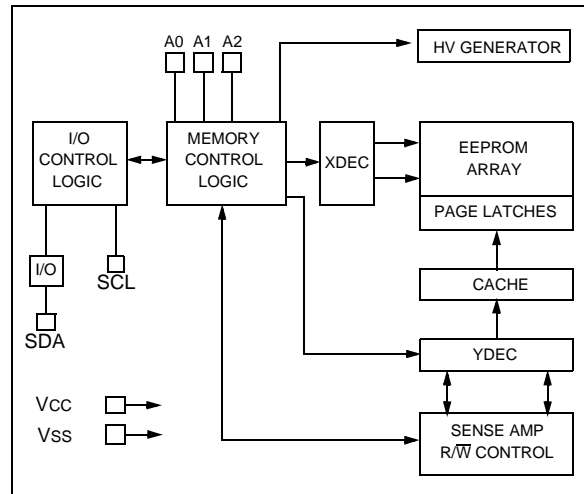 A0 A1 A2
HV GENERATOR
I/O
CONTROL
LOGIC
MEMORY
CONTROL
LOGIC
XDEC
EEPROM
ARRAY
PAGE LATCHES
I/O
SCL
SDA
CACHE
YDEC
VCC
VSS
SENSE AMP
R/W̅ CONTROL